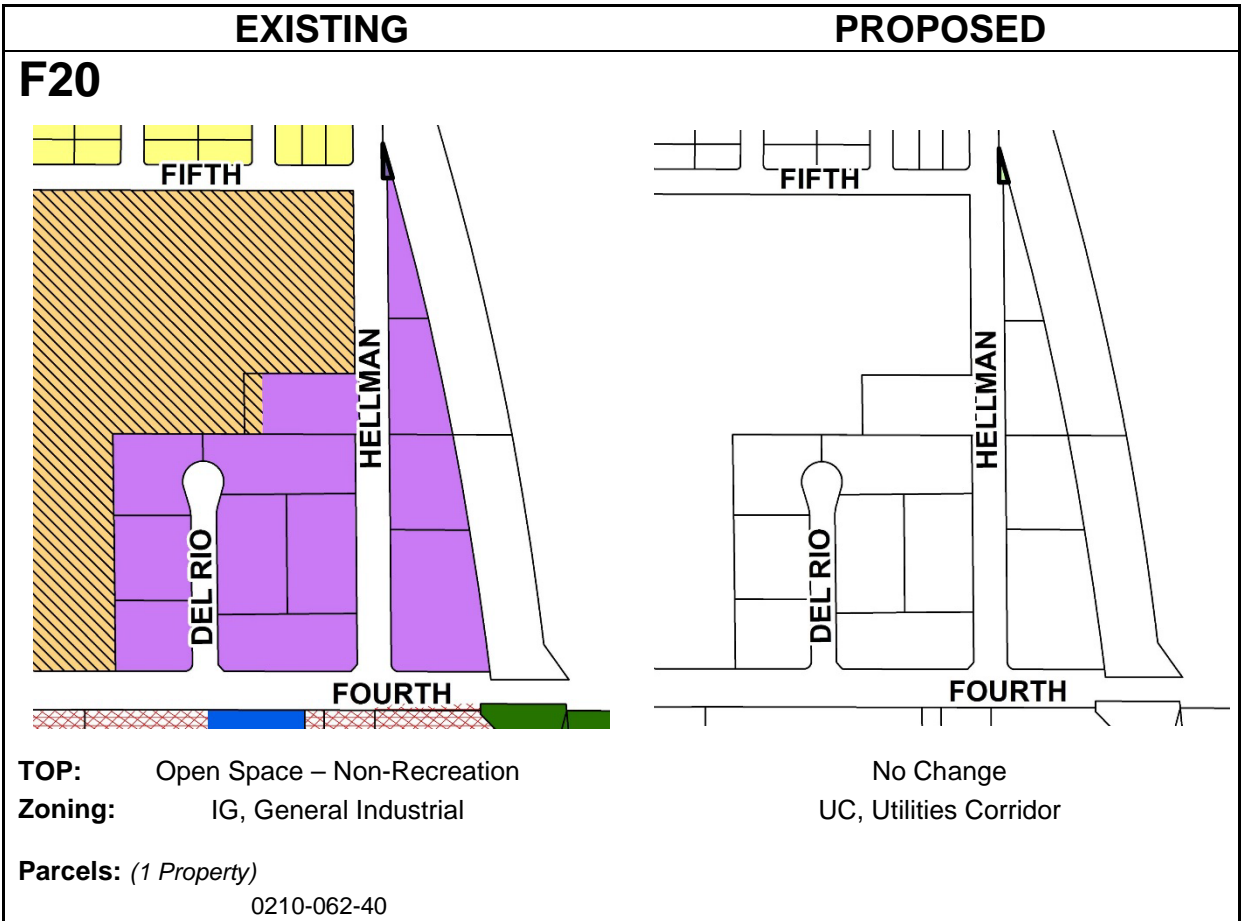 EXISTING PROPOSED
F20
FIFTH
HELLMAN
DEL RIO
FOURTH
FIFTH
HELLMAN
DEL RIO
FOURTH
TOP: Open Space – Non-Recreation No Change
Zoning: IG, General Industrial UC, Utilities Corridor
Parcels: (1 Property)
0210-062-40